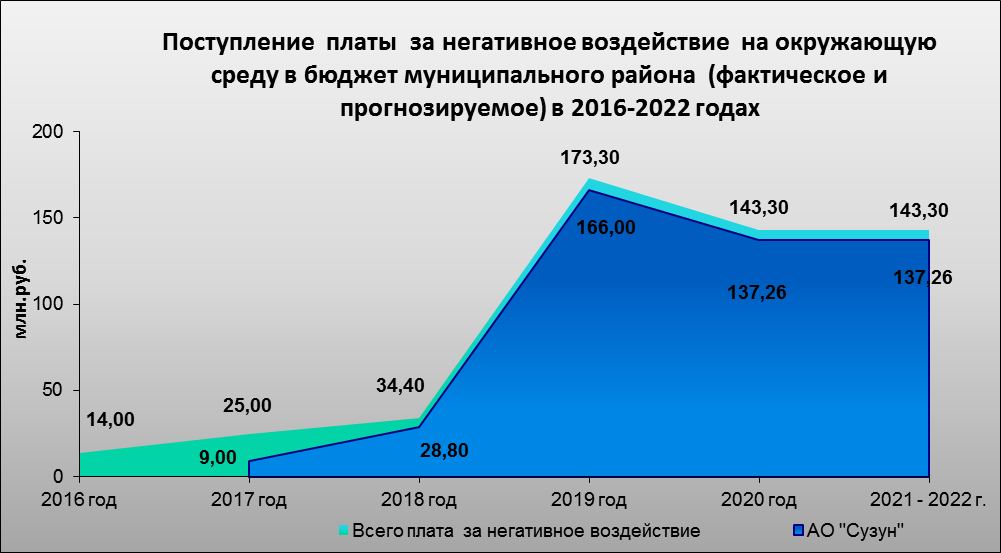 Поступление платы за негативное воздействие на окружающую
среду в бюджет муниципального района (фактическое и
прогнозируемое) в 2016-2022 годах
млн.руб.
200
150
100
50
0
14,00
25,00
34,40
173,30
143,30
143,30
9,00
28,80
166,00
137,26
137,26
2016 год
2017 год
2018 год
2019 год
2020 год
2021 - 2022 г.
Всего плата за негативное воздействие
АО "Сузун"